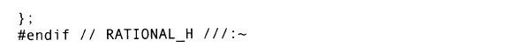 };
#endif // RATIONAL_H ///:~